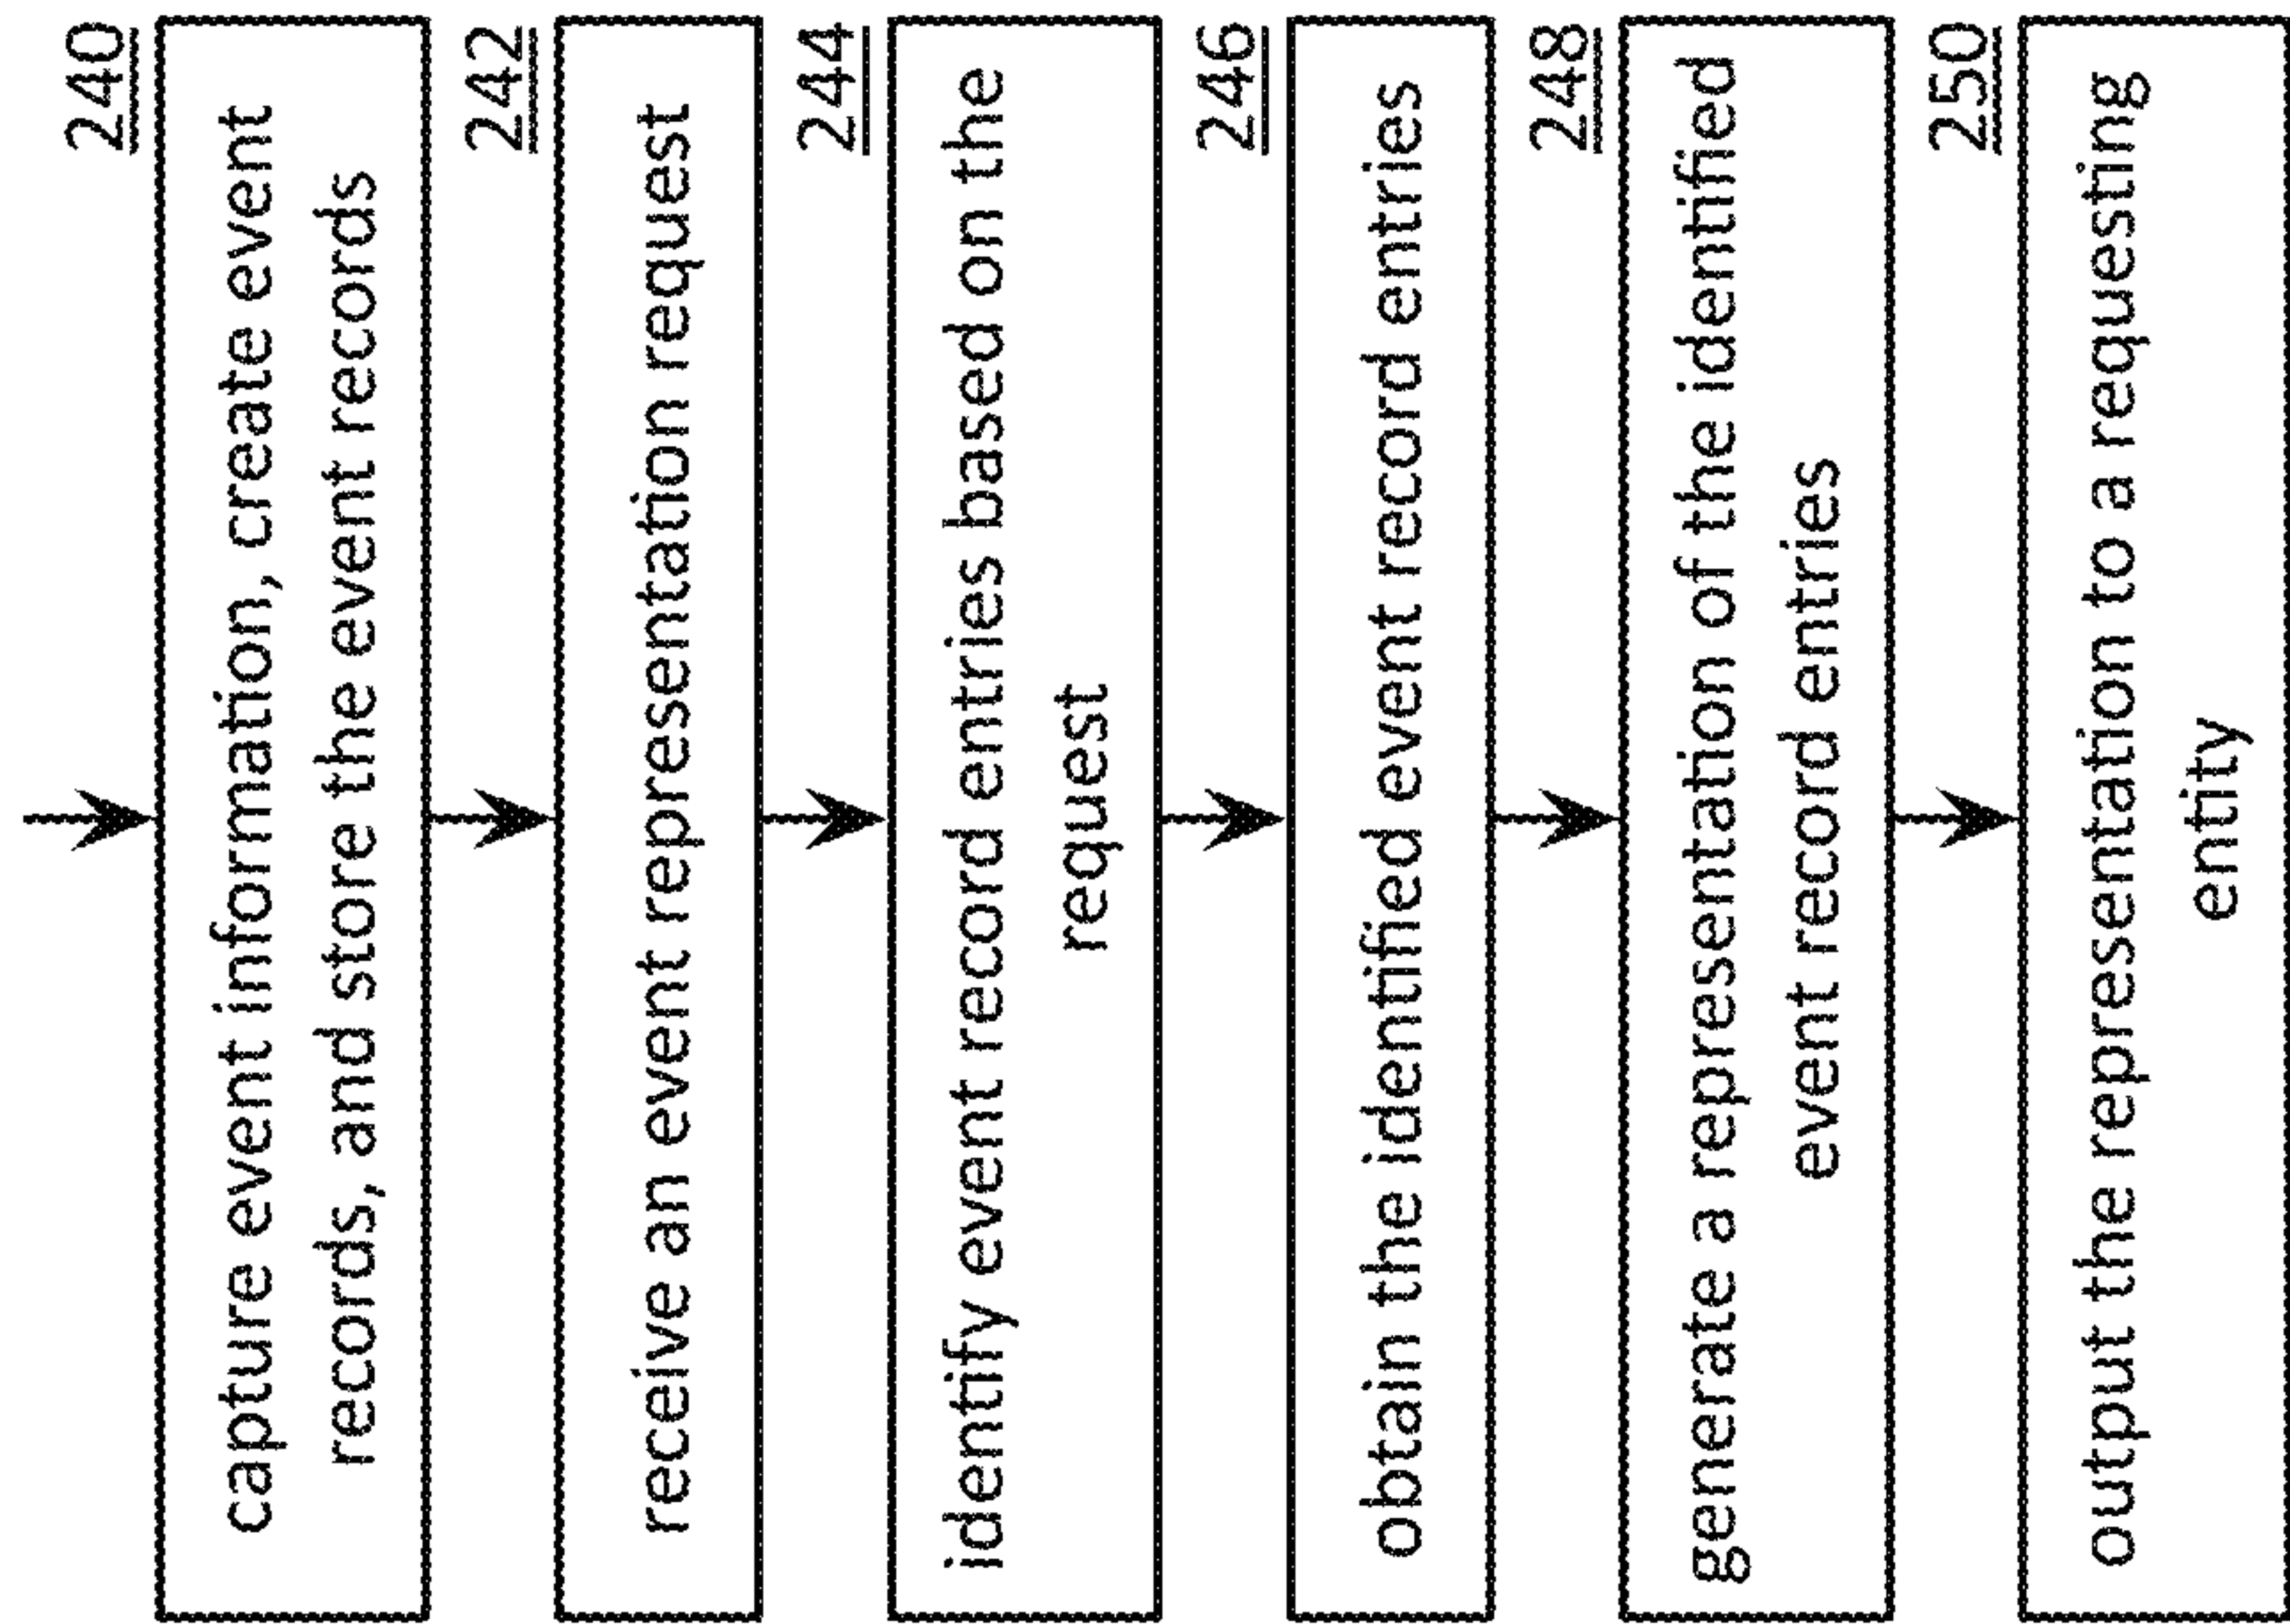 240
capture event information, create event
records, and store the event records
242
receive an event representation request
244
identify event record entries based on the
request
246
obtain the identified event record entries
248
generate a representation of the identified
event record entries
250
output the representation to a requesting
entity